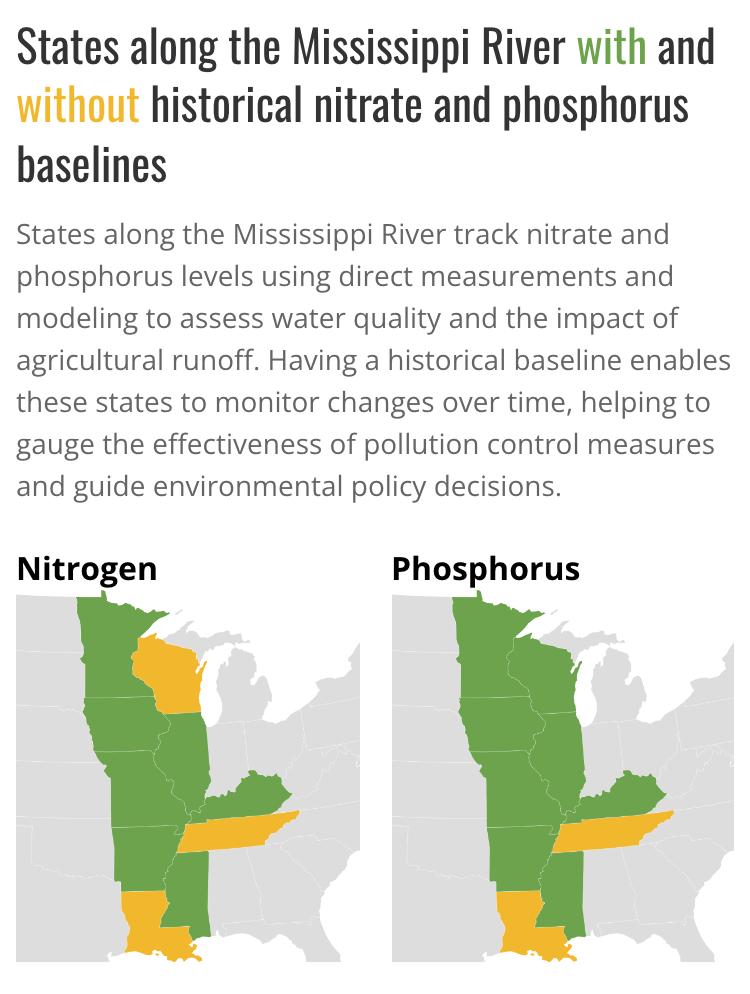 States along the Mississippi River with and
without historical nitrate and phosphorus
baselines
States along the Mississippi River track nitrate and
phosphorus levels using direct measurements and
modeling to assess water quality and the impact of
agricultural runoff. Having a historical baseline enables
these states to monitor changes over time, helping to
gauge the effectiveness of pollution control measures
and guide environmental policy decisions.
Nitrogen
Phosphorus